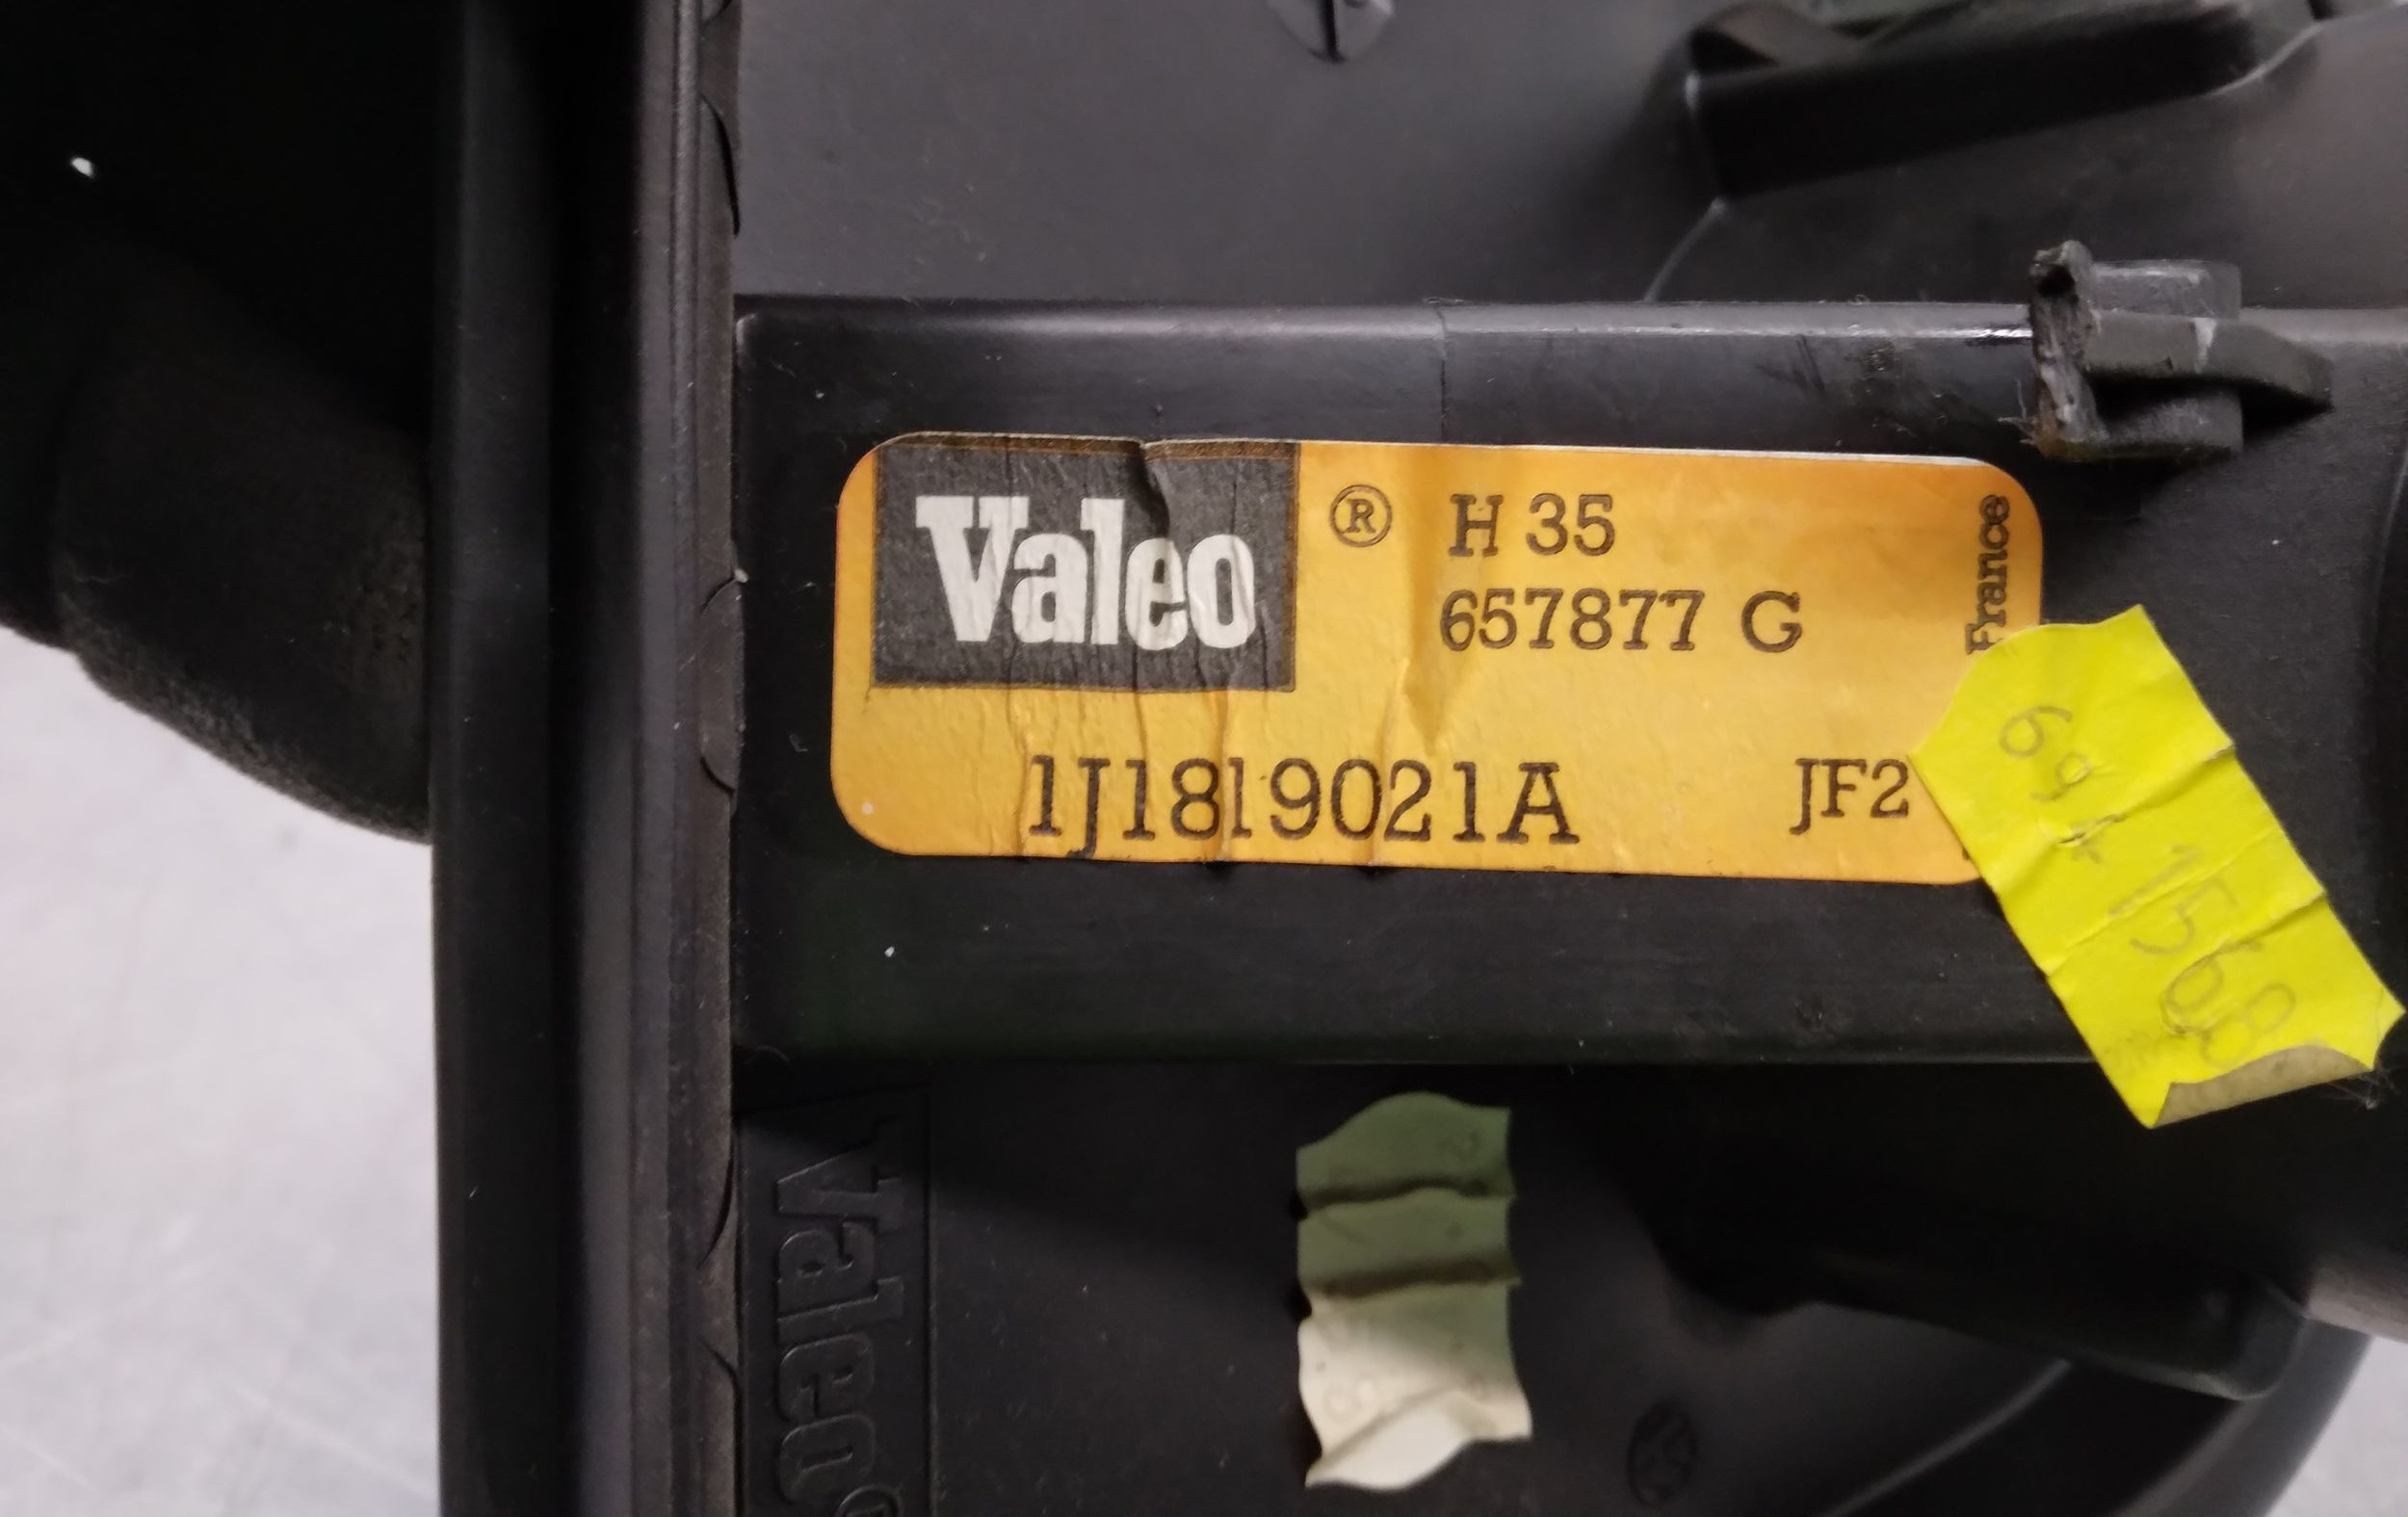 Valeo ® H 35
657877 G
France
1J1819021A JF2
694 1568
Valeo